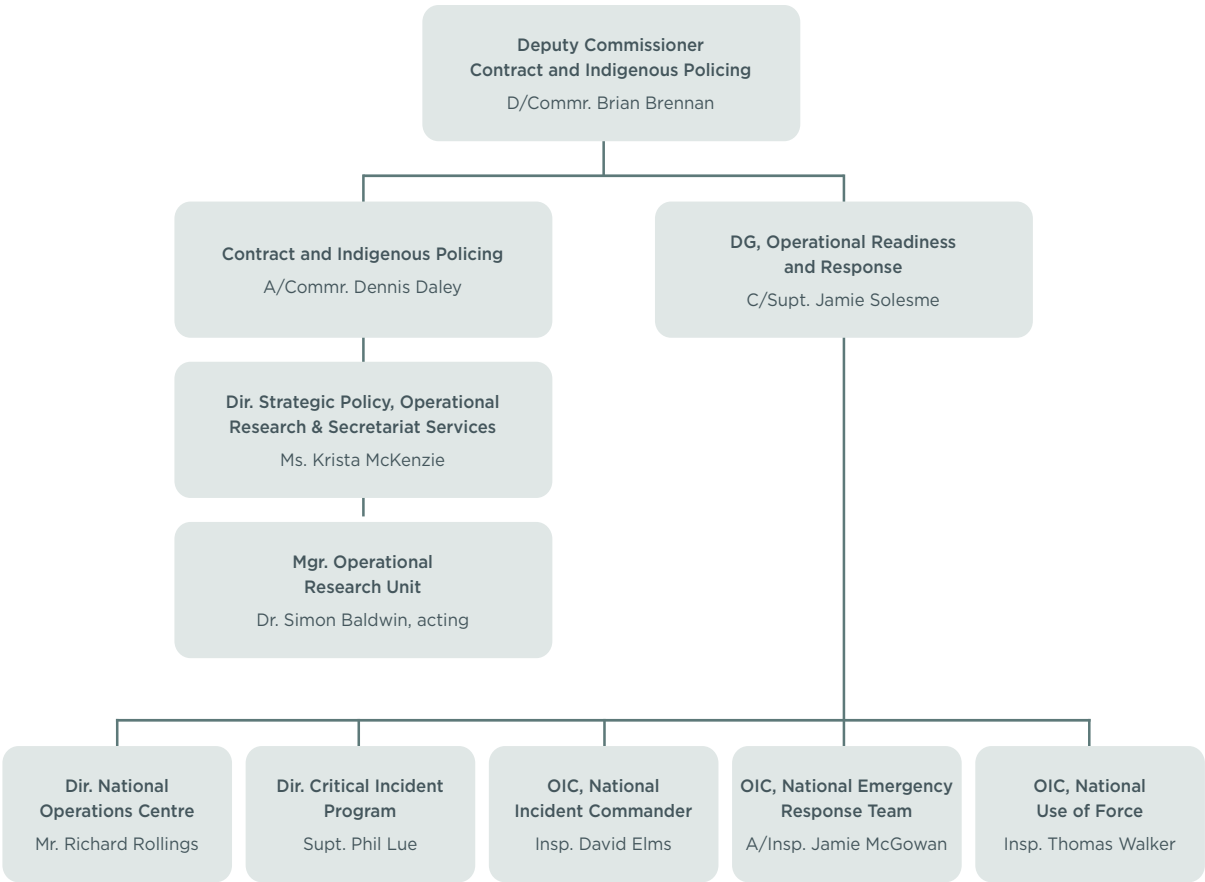 Deputy Commissioner
Contract and Indigenous Policing
D/Commr. Brian Brennan
Contract and Indigenous Policing
A/Commr. Dennis Daley
DG, Operational Readiness
and Response
C/Supt. Jamie Solesme
Dir. Strategic Policy, Operational
Research & Secretariat Services
Ms. Krista McKenzie
Mgr. Operational
Research Unit
Dr. Simon Baldwin, acting
Dir. National
Operations Centre
Mr. Richard Rollings
Dir. Critical Incident
Program
Supt. Phil Lue
OIC, National
Incident Commander
Insp. David Elms
OIC, National Emergency
Response Team
A/Insp. Jamie McGowan
OIC, National
Use of Force
Insp. Thomas Walker